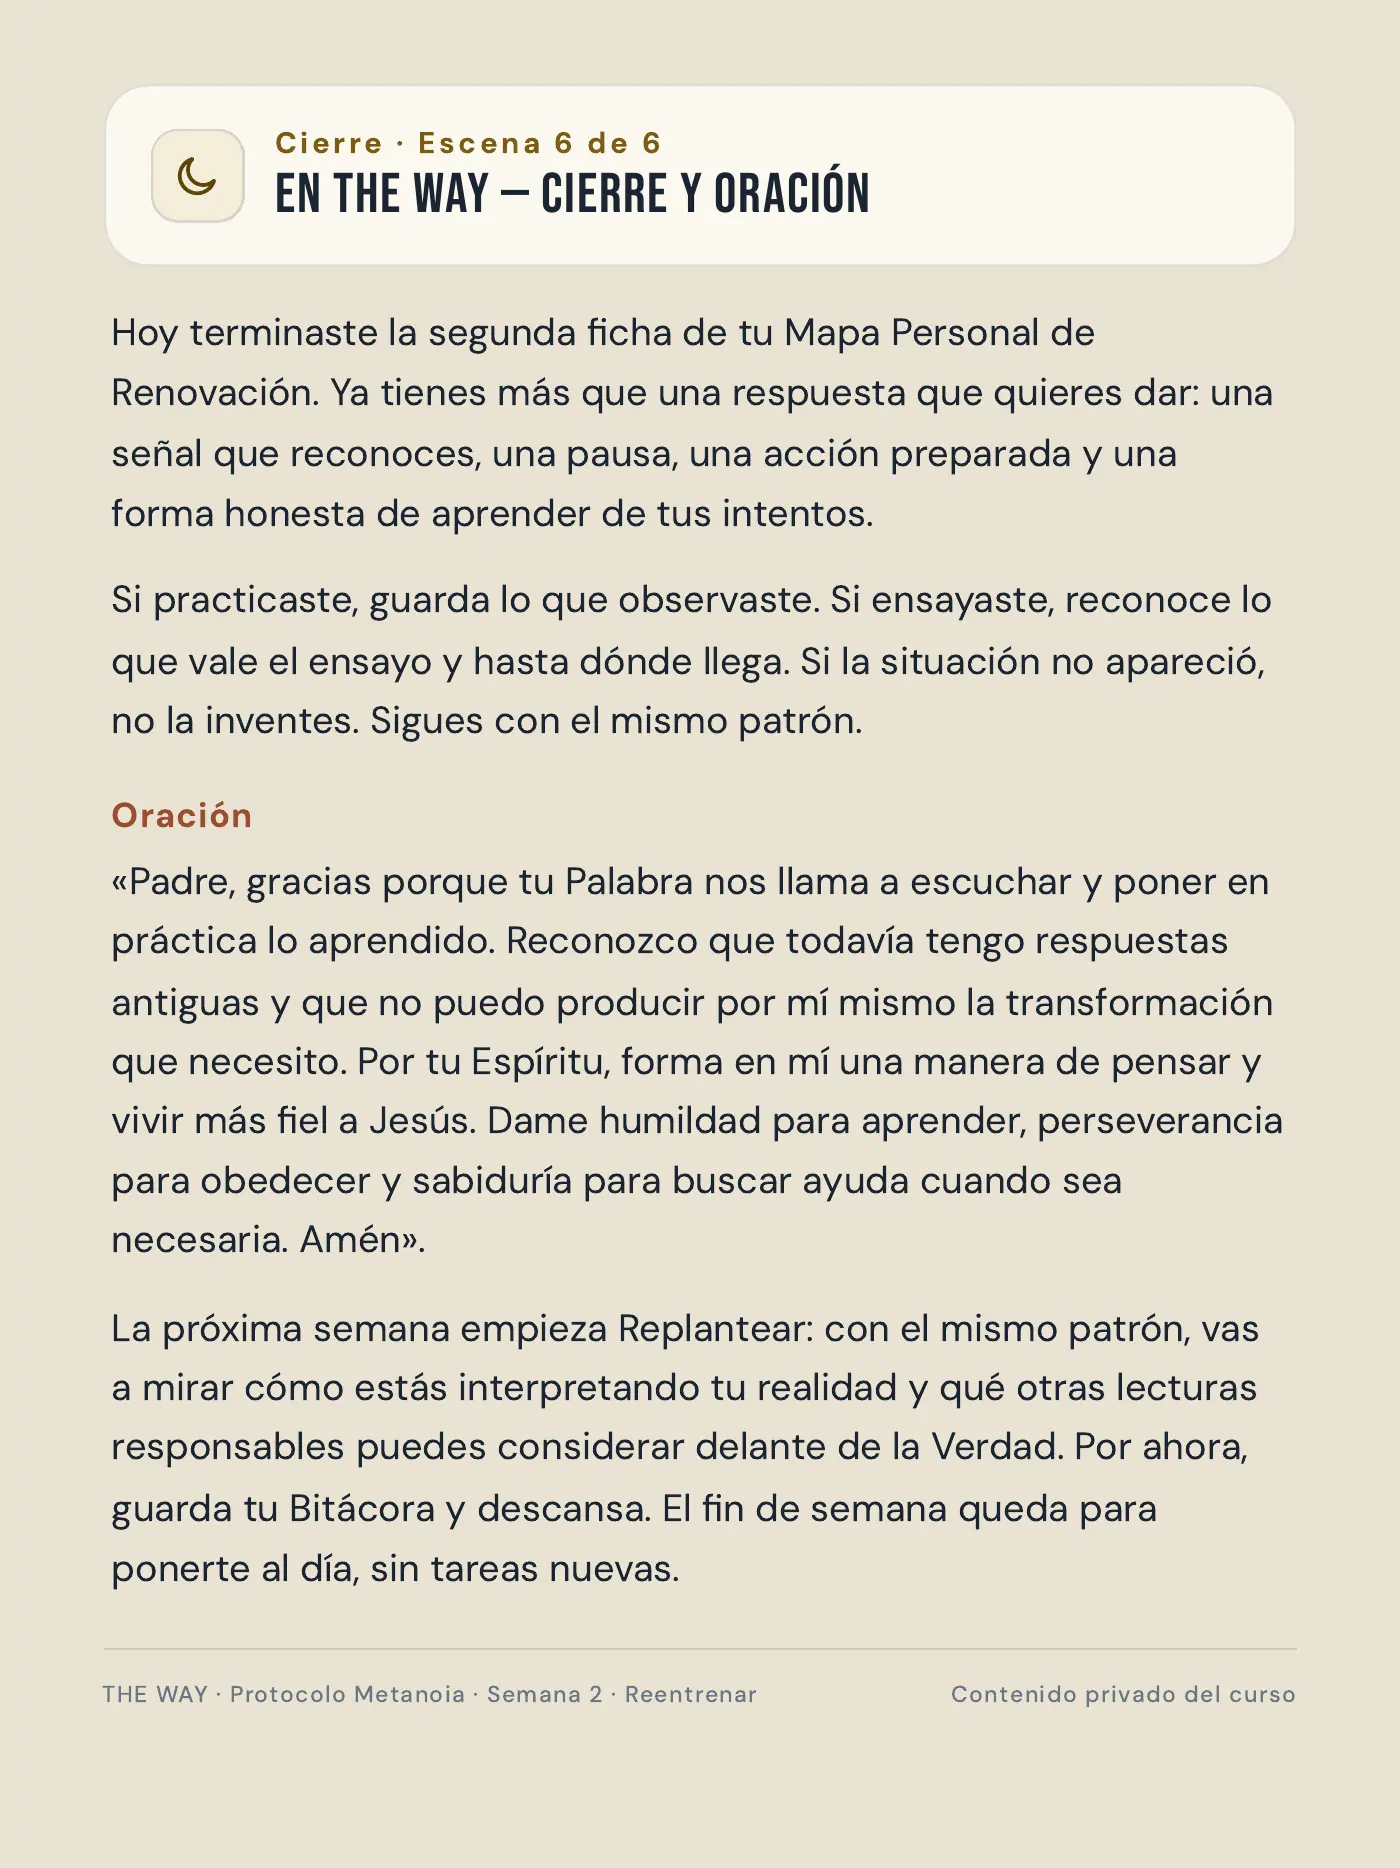 Cierre · Escena 6 de 6
EN THE WAY — CIERRE Y ORACIÓN
Hoy terminaste la segunda ficha de tu Mapa Personal de
Renovación. Ya tienes más que una respuesta que quieres dar: una
señal que reconoces, una pausa, una acción preparada y una
forma honesta de aprender de tus intentos.
Si practicaste, guarda lo que observaste. Si ensayaste, reconoce lo
que vale el ensayo y hasta dónde llega. Si la situación no apareció,
no la inventes. Sigues con el mismo patrón.
Oración
«Padre, gracias porque tu Palabra nos llama a escuchar y poner en
práctica lo aprendido. Reconozco que todavía tengo respuestas
antiguas y que no puedo producir por mí mismo la transformación
que necesito. Por tu Espíritu, forma en mí una manera de pensar y
vivir más fiel a Jesús. Dame humildad para aprender, perseverancia
para obedecer y sabiduría para buscar ayuda cuando sea
necesaria. Amén».
La próxima semana empieza Replantear: con el mismo patrón, vas
a mirar cómo estás interpretando tu realidad y qué otras lecturas
responsables puedes considerar delante de la Verdad. Por ahora,
guarda tu Bitácora y descansa. El fin de semana queda para
ponerte al día, sin tareas nuevas.
THE WAY · Protocolo Metanoia · Semana 2 · Reentrenar
Contenido privado del curso